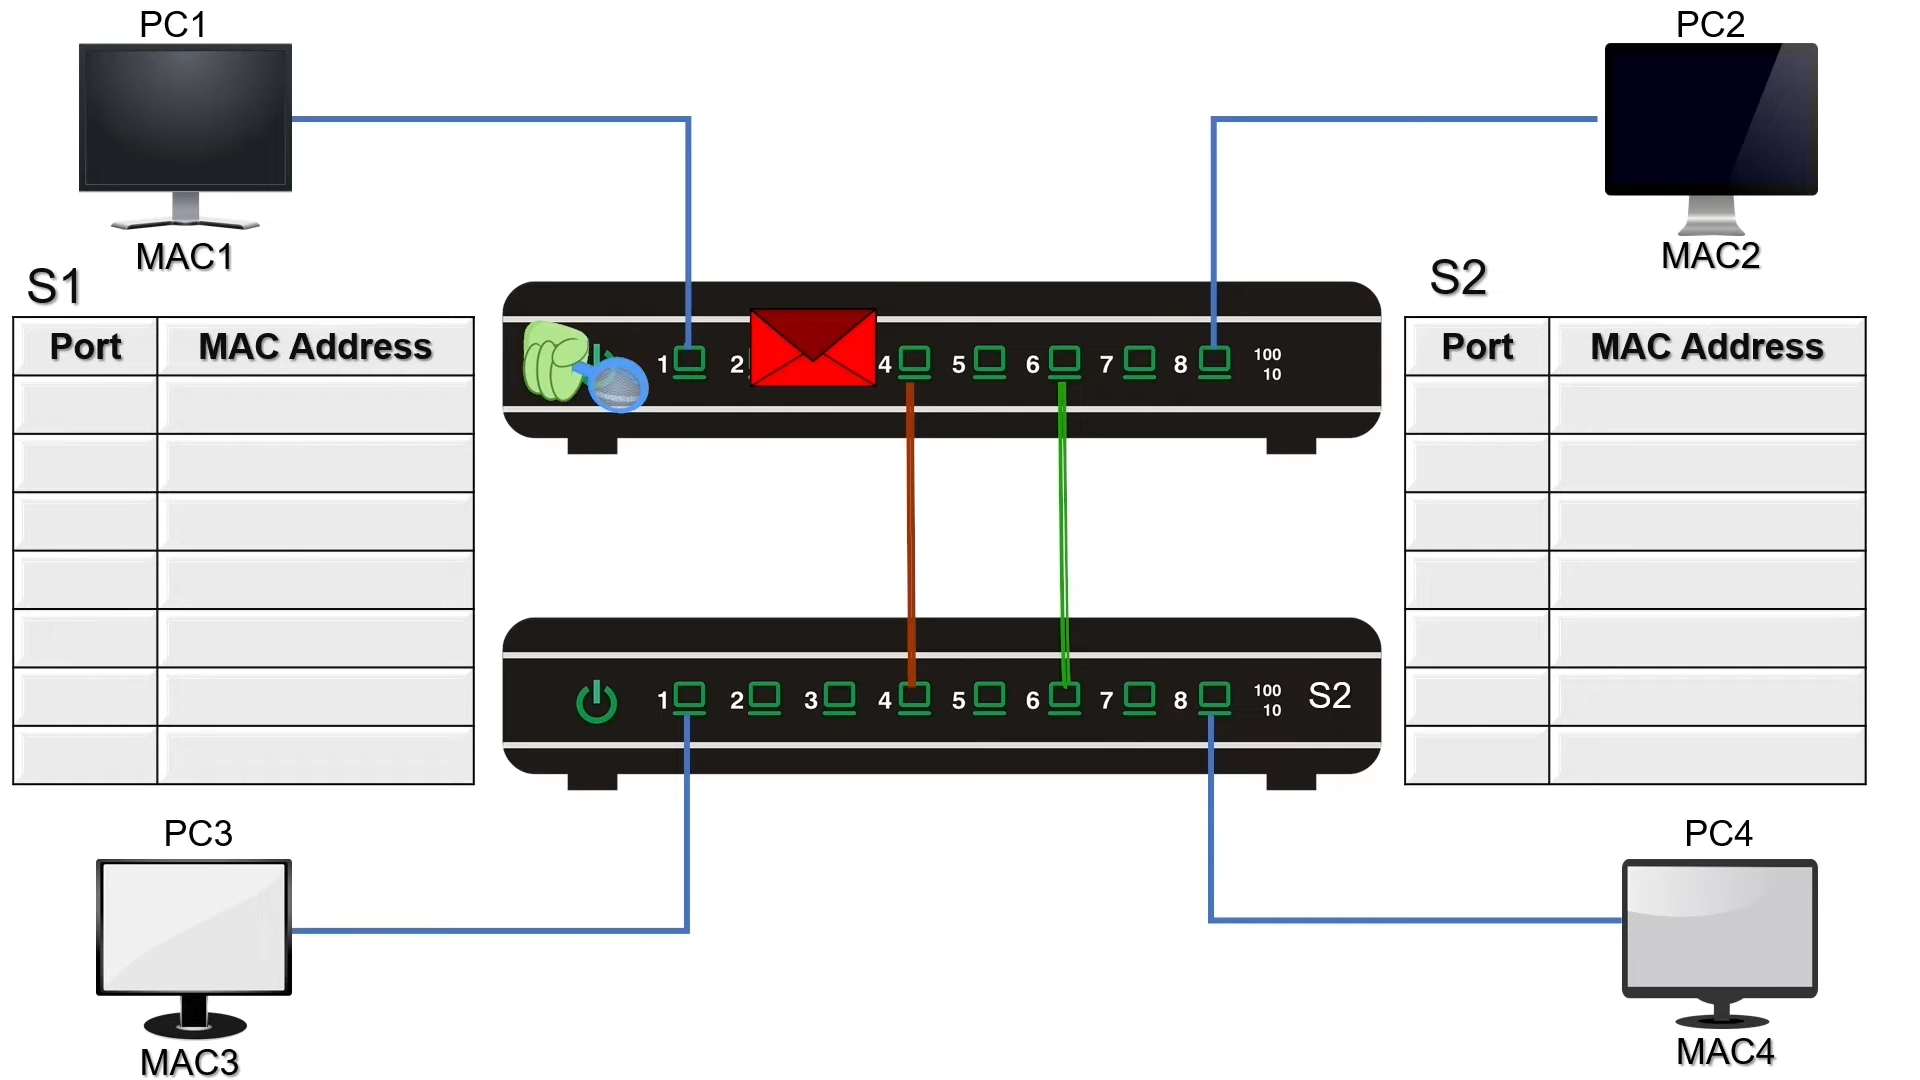 PC1
PC2
MAC1
MAC2
S1
S2
Port MAC Address
Port MAC Address
1 2 4 5 6 7 8 100
10
1 2 3 4 5 6 7 8 100
10
S2
PC3
PC4
MAC3
MAC4